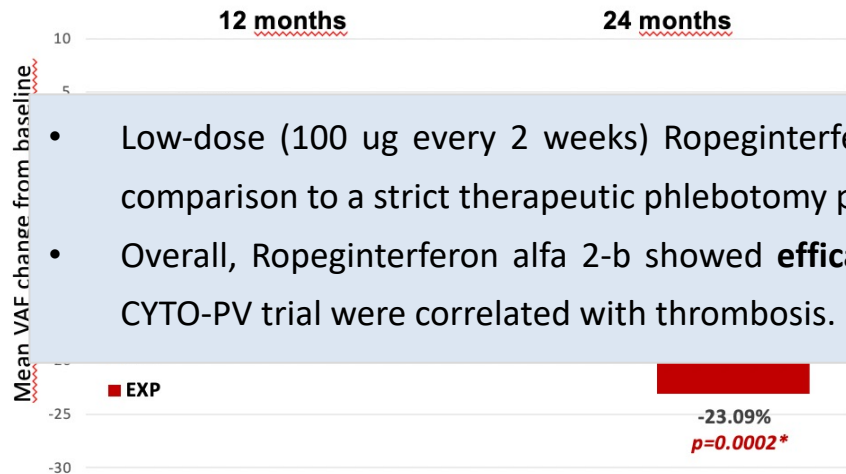 12 months
24 months
10
5
Mean VAF change from baseline
• Low-dose (100 ug every 2 weeks)
comparison to a strict therapeutic phlebotomy
• Overall, Ropeginterferon alfa 2-b showed
CYTO-PV trial were correlated with thrombosis.
EXP
-25
-23.09%
p=0.0002*
-30